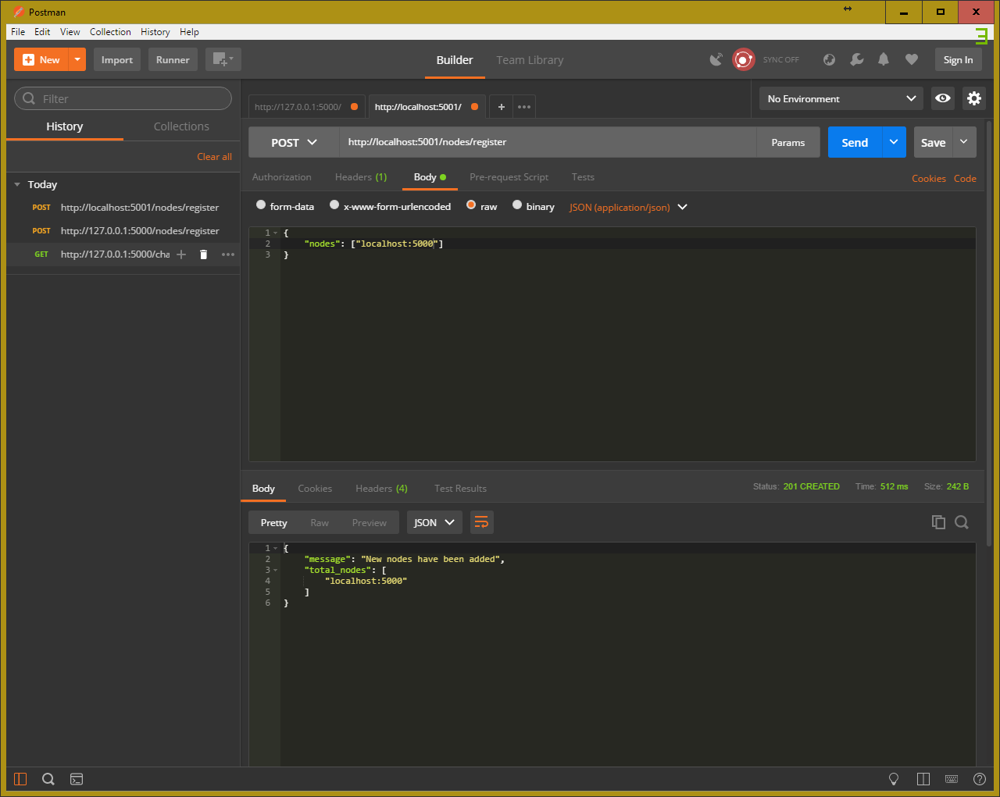 Postman
File Edit View Collection History Help
New Import Runner Builder Team Library SYNC OFF Sign In
Filter
History Collections
Clear all
Today
POST http://localhost:5001/nodes/register
POST http://127.0.0.1:5000/nodes/register
GET http://127.0.0.1:5000/cha
http://127.0.0.1:5000/ http://localhost:5001/ + No Environment
POST http://localhost:5001/nodes/register Params Send Save
Authorization Headers (1) Body Pre-request Script Tests Cookies Code
form-data x-www-form-urlencoded raw binary JSON (application/json)
1 {
2 "nodes": ["localhost:5000"]
3 }
Body Cookies Headers (4) Test Results Status: 201 CREATED Time: 512 ms Size: 242 B
Pretty Raw Preview JSON
1 {
2 "message": "New nodes have been added",
3 "total_nodes": [
4 "localhost:5000"
5 ]
6 }